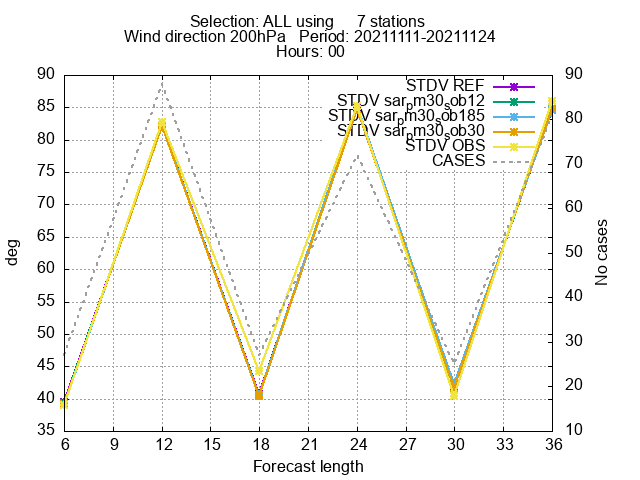 Selection: ALL using     7 stations
Wind direction 200hPa   Period: 20211111-20211124
Hours: 00
90 90
85 80
80 70
75 60
70 50
65 40
60 30
55 20
50 10
45
40
35
deg
No cases
STDV REF
STDV sarpm30sob12
STDV sarpm30sob185
STDV sarpm30sob30
STDV OBS
CASES
6 9 12 15 18 21 24 27 30 33 36
Forecast length